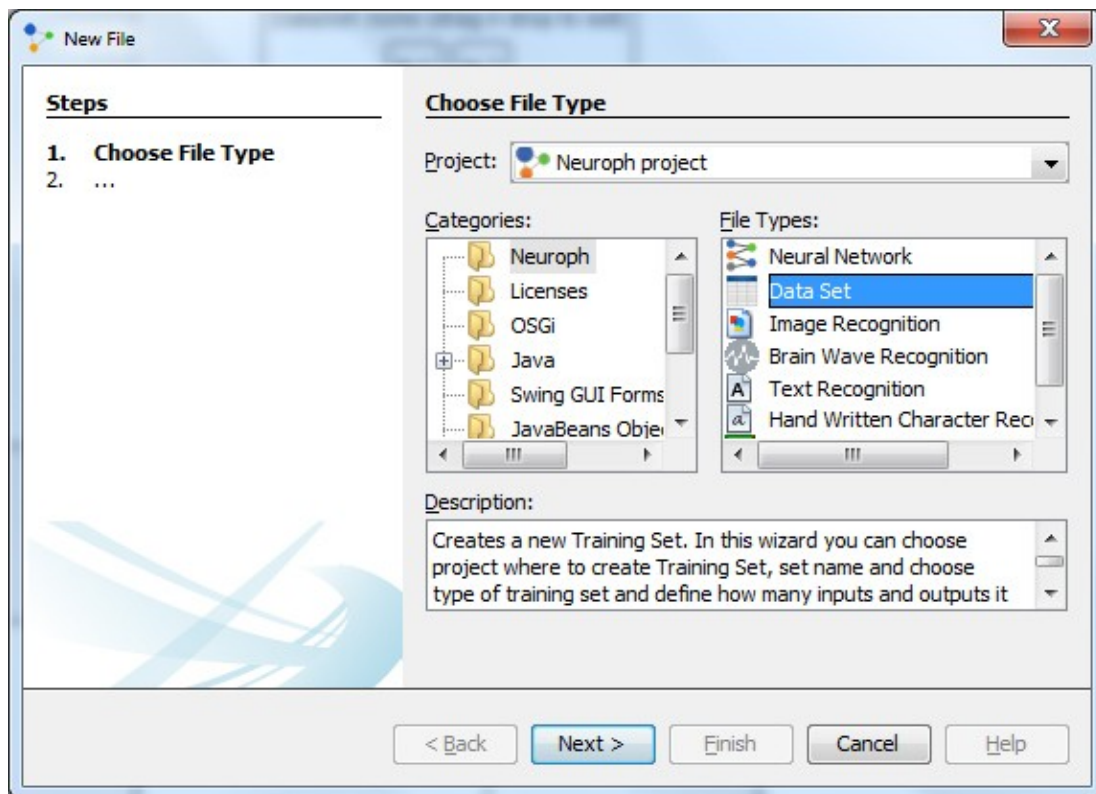 New File
X
Steps
1. Choose File Type
2. ...
Choose File Type
Project: Neuroph project
Categories:
Neuroph
Licenses
OSGi
Java
Swing GUI Forms
JavaBeans Obje
File Types:
Neural Network
Data Set
Image Recognition
Brain Wave Recognition
Text Recognition
Hand Written Character Rec
Description:
Creates a new Training Set. In this wizard you can choose
project where to create Training Set, set name and choose
type of training set and define how many inputs and outputs it
< Back
Next >
Finish
Cancel
Help